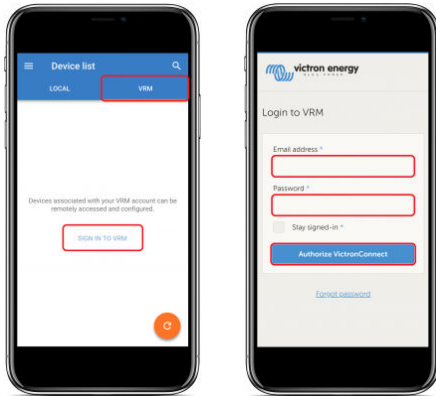 Device list
LOCAL
VRM
Devices associated with your VRM account can be
remotely accessed and configured.
SIGN IN TO VRM
victron energy
BLUE POWER
Login to VRM
Email address *
Password *
Stay signed-in *
Authorize VictronConnect
Forgot password